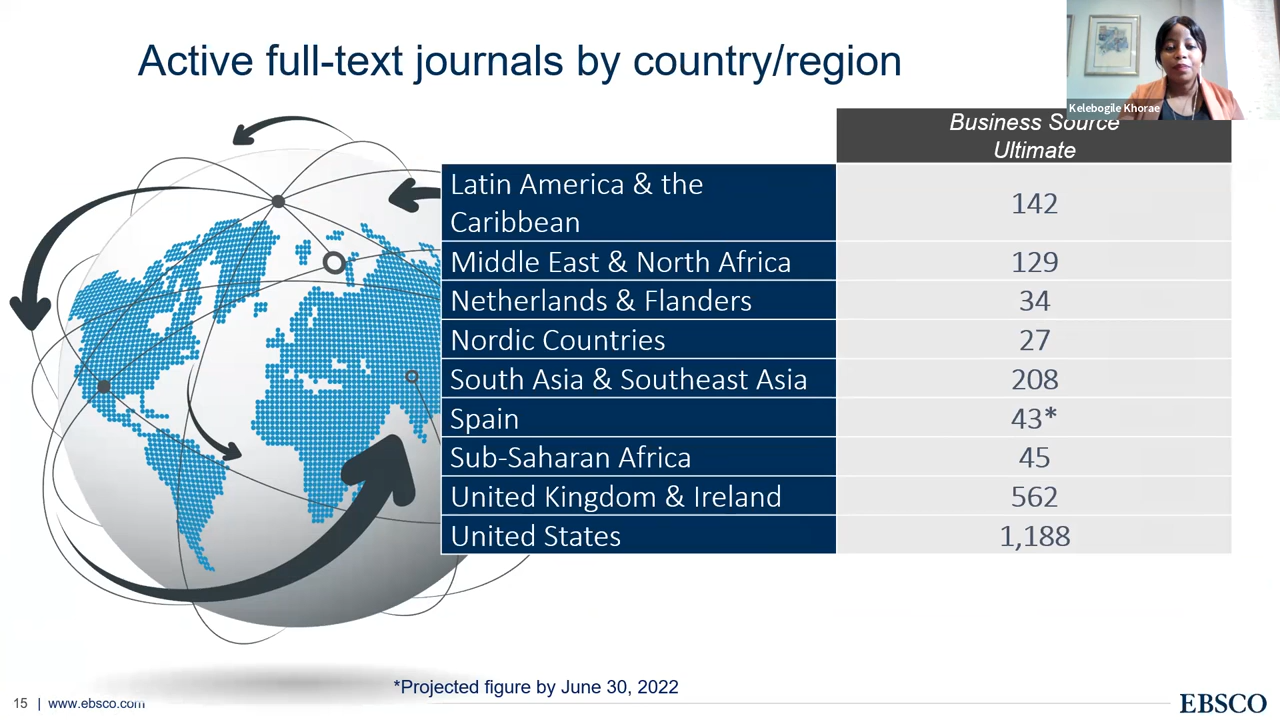 Active full-text journals by country/region
Kelebogile Khorae
Business Source
Ultimate
Latin America & the
Caribbean
142
Middle East & North Africa 129
Netherlands & Flanders 34
Nordic Countries 27
South Asia & Southeast Asia 208
Spain 43*
Sub-Saharan Africa 45
United Kingdom & Ireland 562
United States 1,188
*Projected figure by June 30, 2022
15 | www.ebsco.com
EBSCO